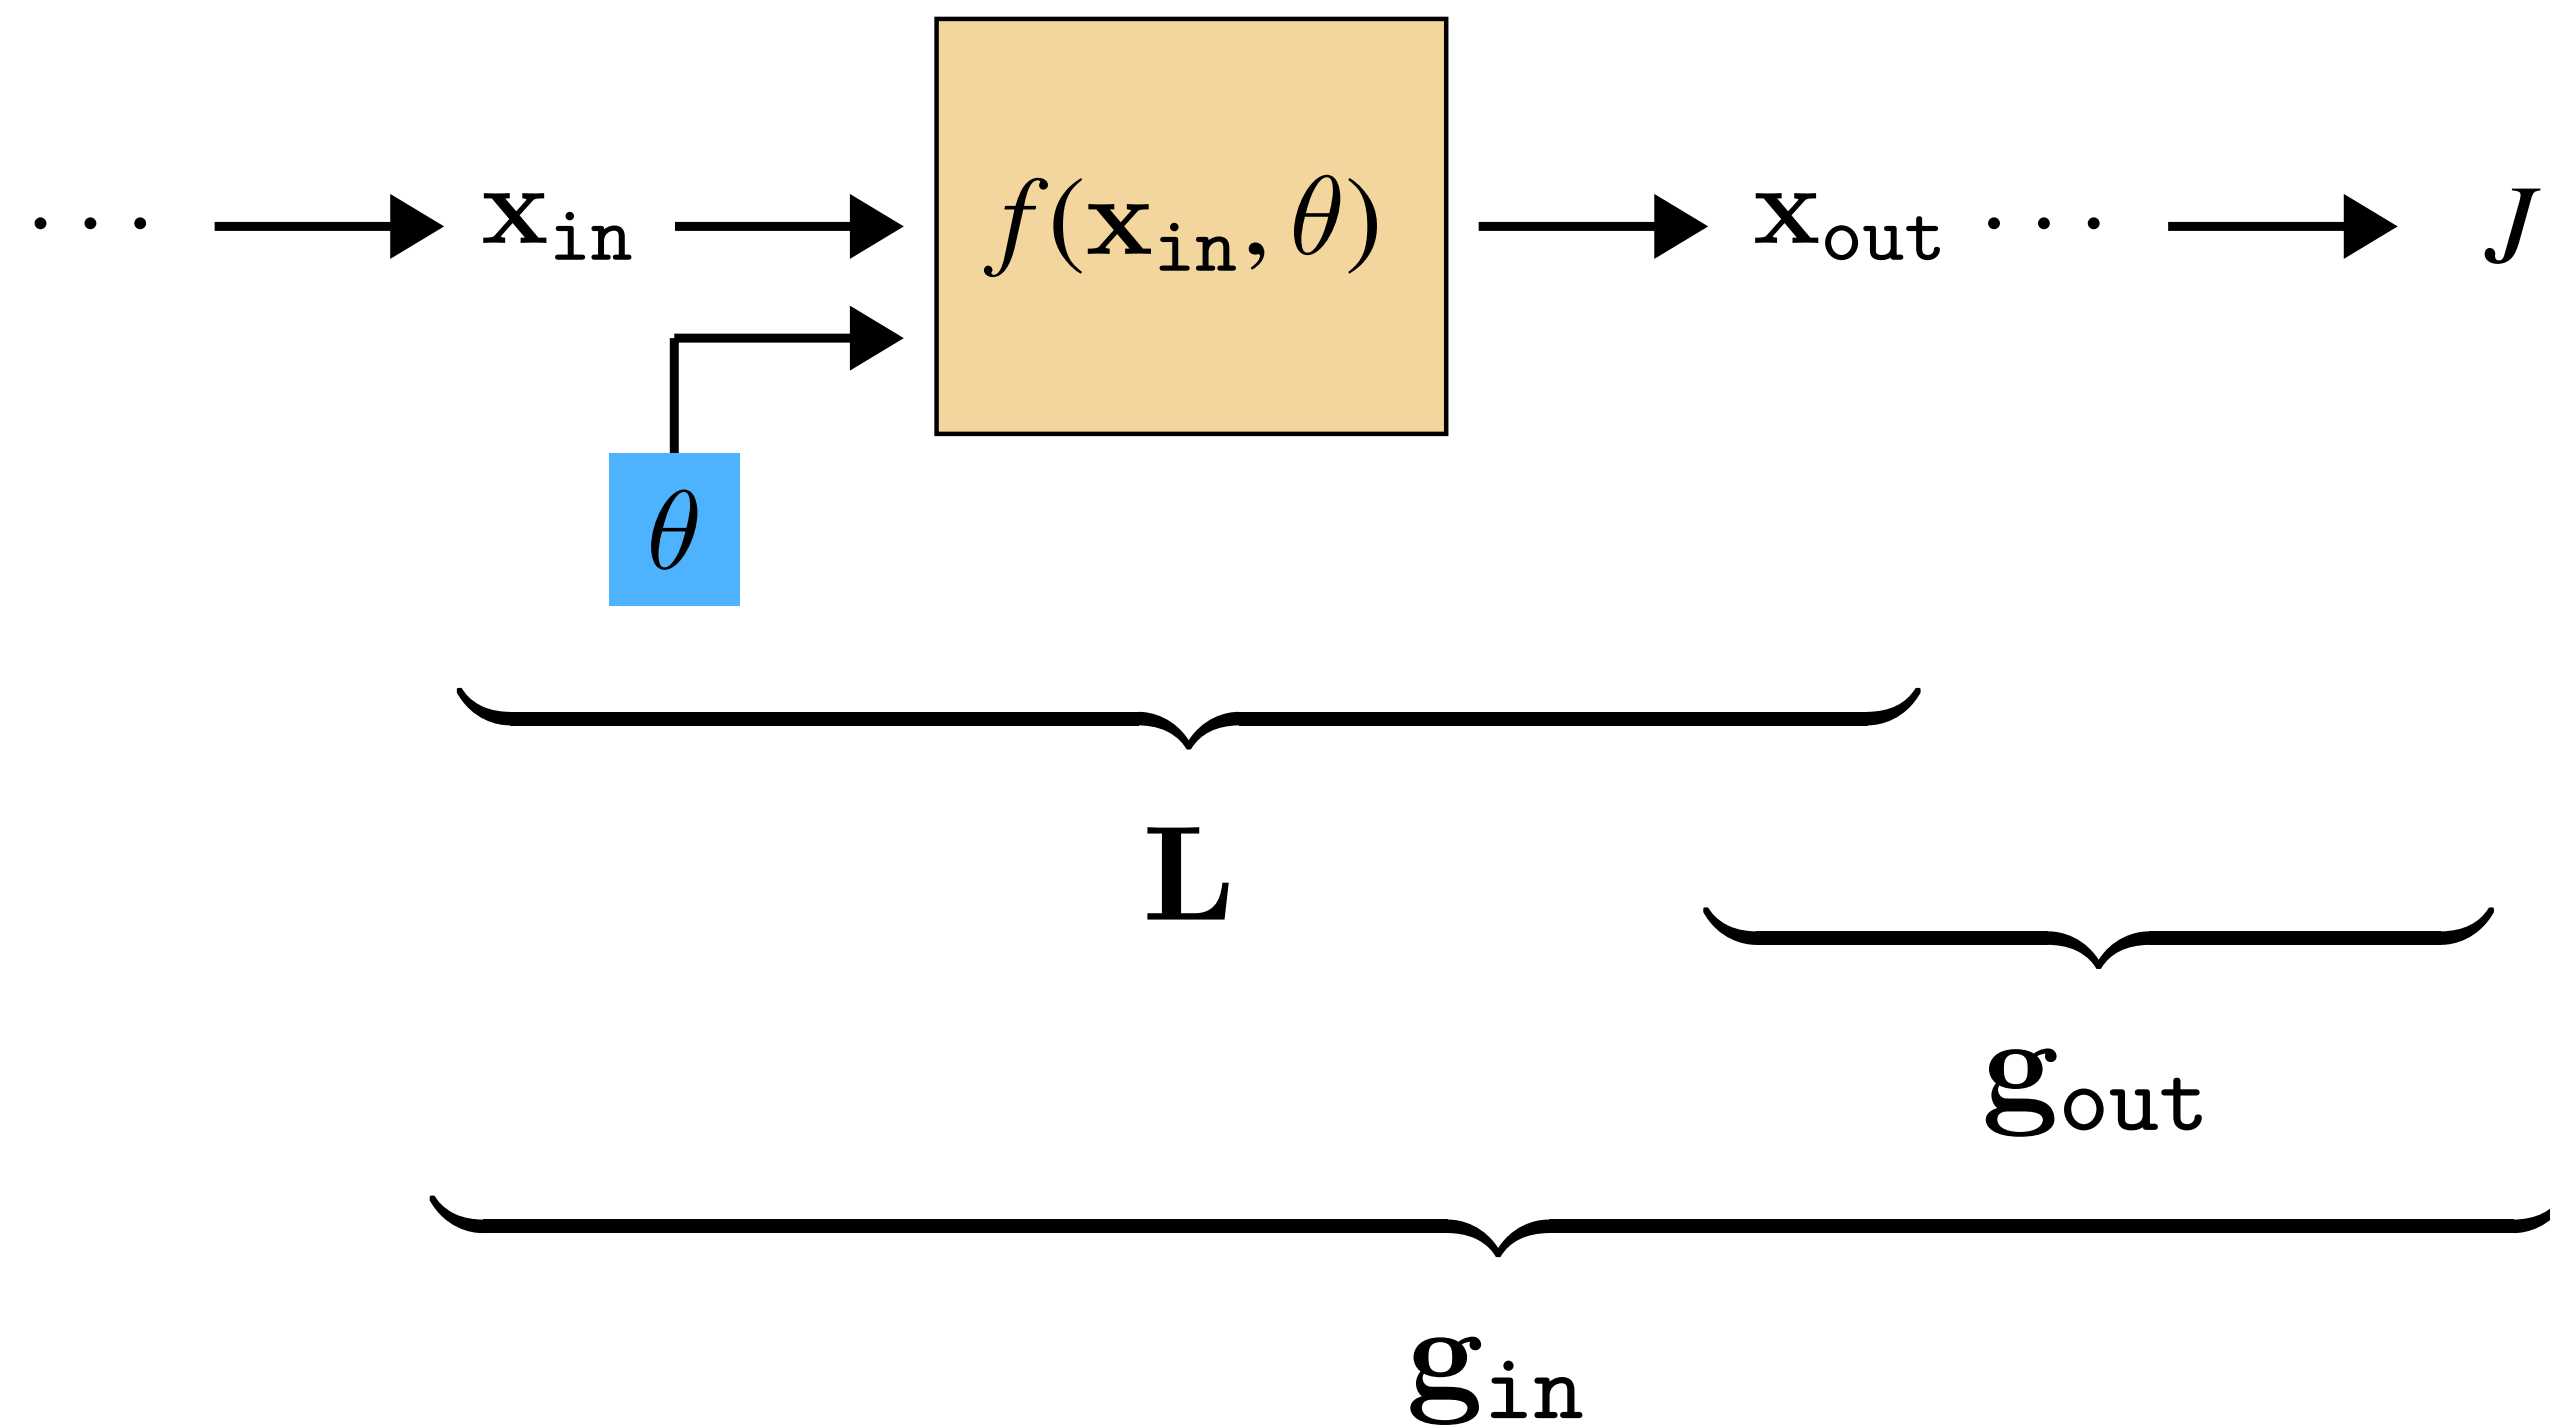 · · · x_in f(x_in, θ) x_out · · · J
θ
L
g_out
g_in